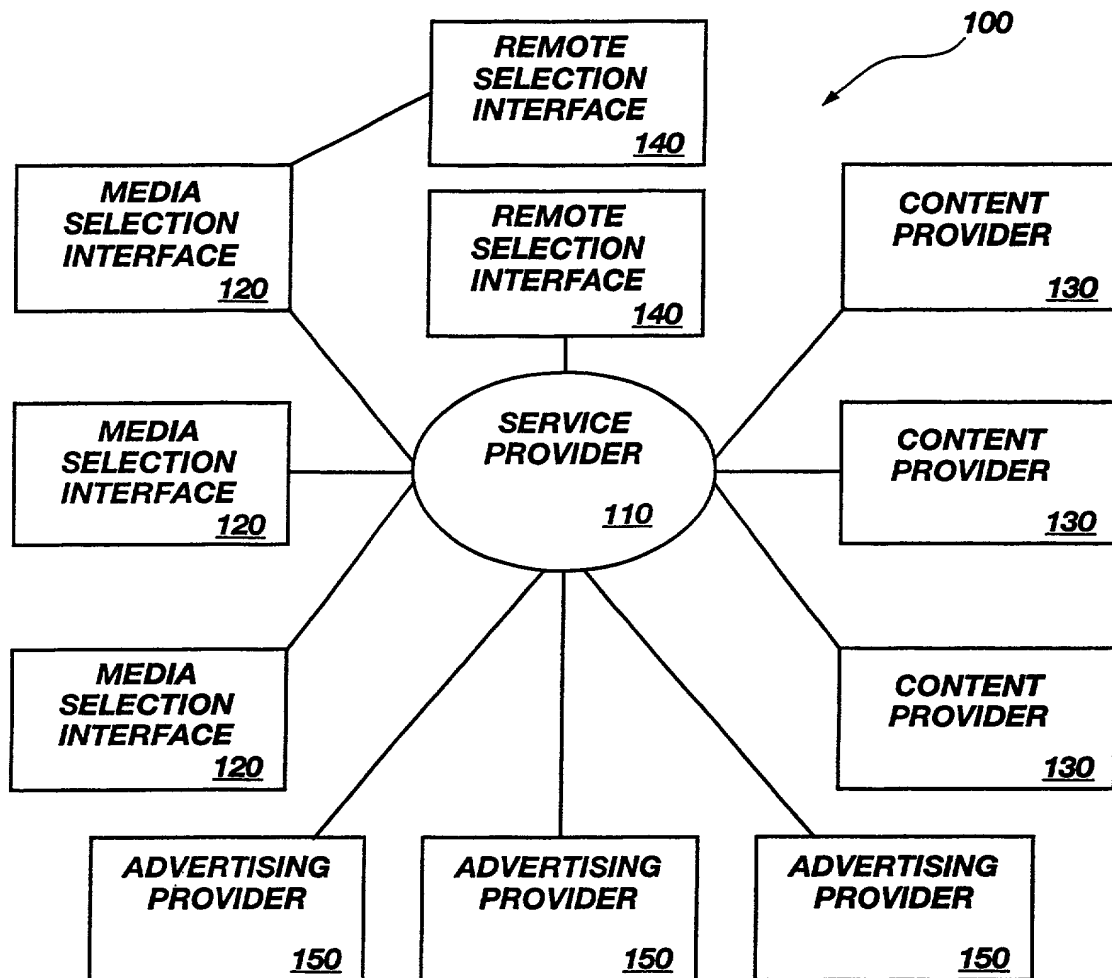 100
REMOTE
SELECTION
INTERFACE
140
MEDIA
SELECTION
INTERFACE
120
REMOTE
SELECTION
INTERFACE
140
CONTENT
PROVIDER
130
MEDIA
SELECTION
INTERFACE
120
SERVICE
PROVIDER
110
CONTENT
PROVIDER
130
MEDIA
SELECTION
INTERFACE
120
CONTENT
PROVIDER
130
ADVERTISING
PROVIDER
150
ADVERTISING
PROVIDER
150
ADVERTISING
PROVIDER
150